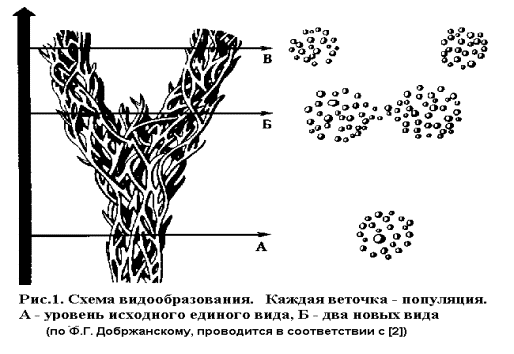 В
Б
А
Рис.1. Схема видообразования. Каждая веточка - популяция.
А - уровень исходного единого вида, Б - два новых вида
(по Ф.Г. Добржанскому, проводится в соответствии с [2])